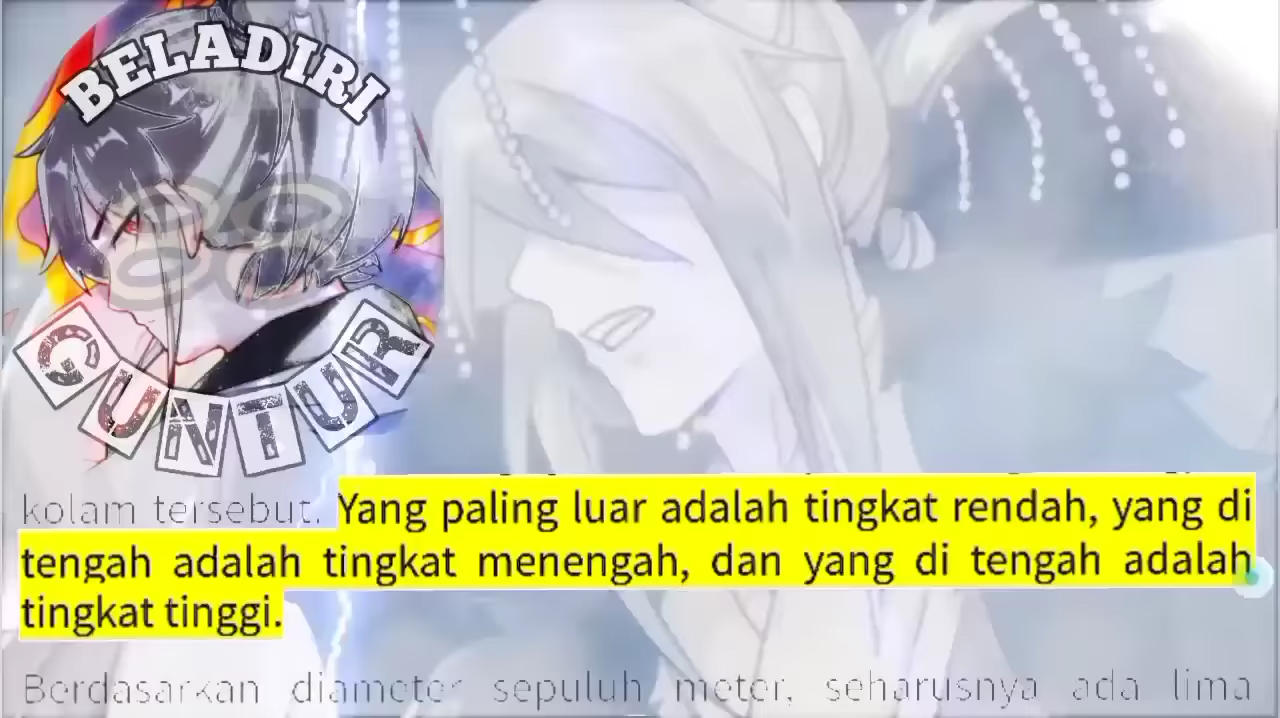 BELADIRI
GUNTUR
kolam tersebut. Yang paling luar adalah tingkat rendah, yang di
tengah adalah tingkat menengah, dan yang di tengah adalah
tingkat tinggi.
Berdasarkan diameter sepuluh meter, seharusnya ada lima